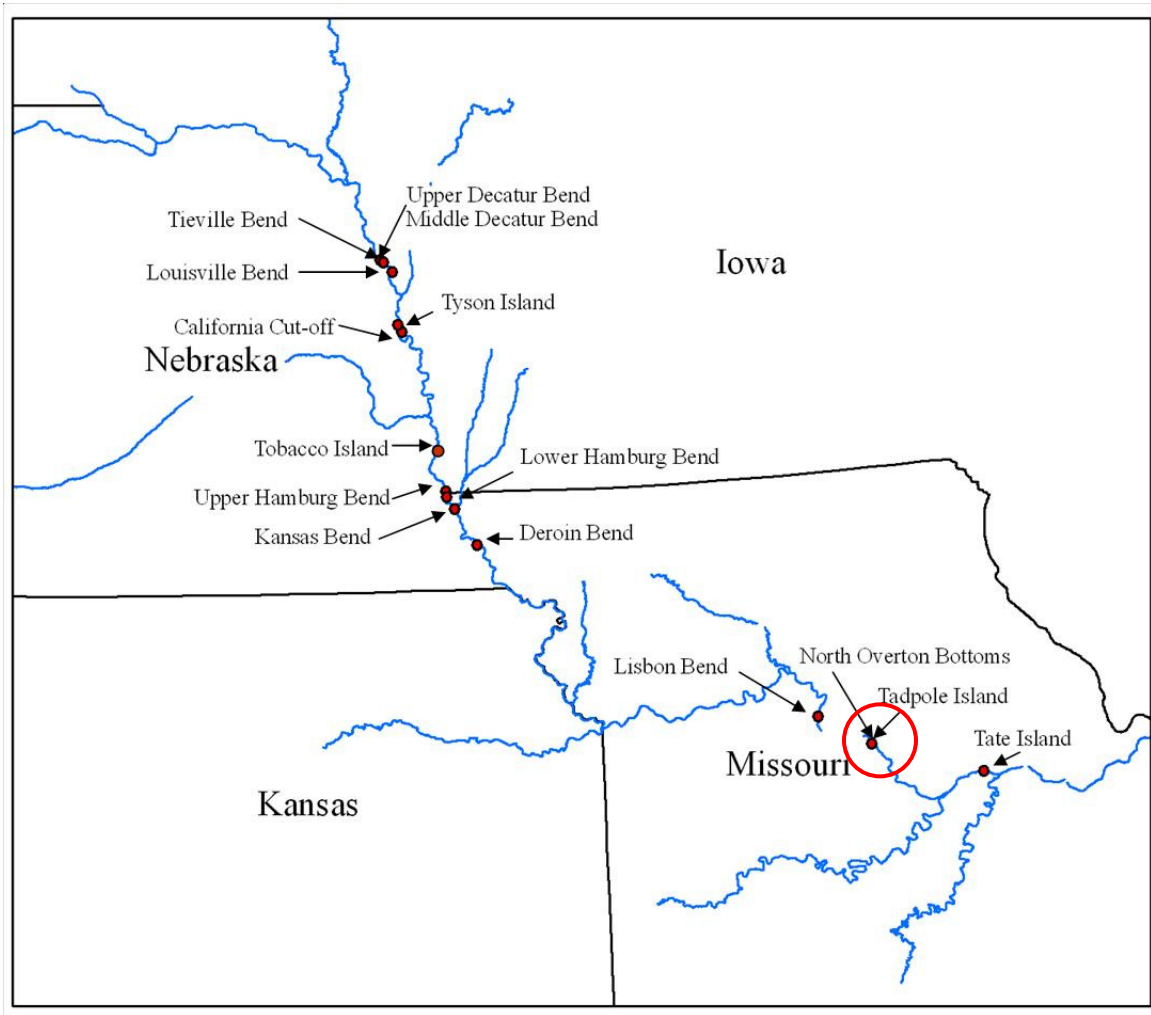 Upper Decatur Bend
Middle Decatur Bend
Tieville Bend
Louisville Bend
Iowa
Tyson Island
California Cut-off
Nebraska
Tobacco Island
Lower Hamburg Bend
Upper Hamburg Bend
Kansas Bend
Deroin Bend
North Overton Bottoms
Lisbon Bend
Tadpole Island
Tate Island
Missouri
Kansas